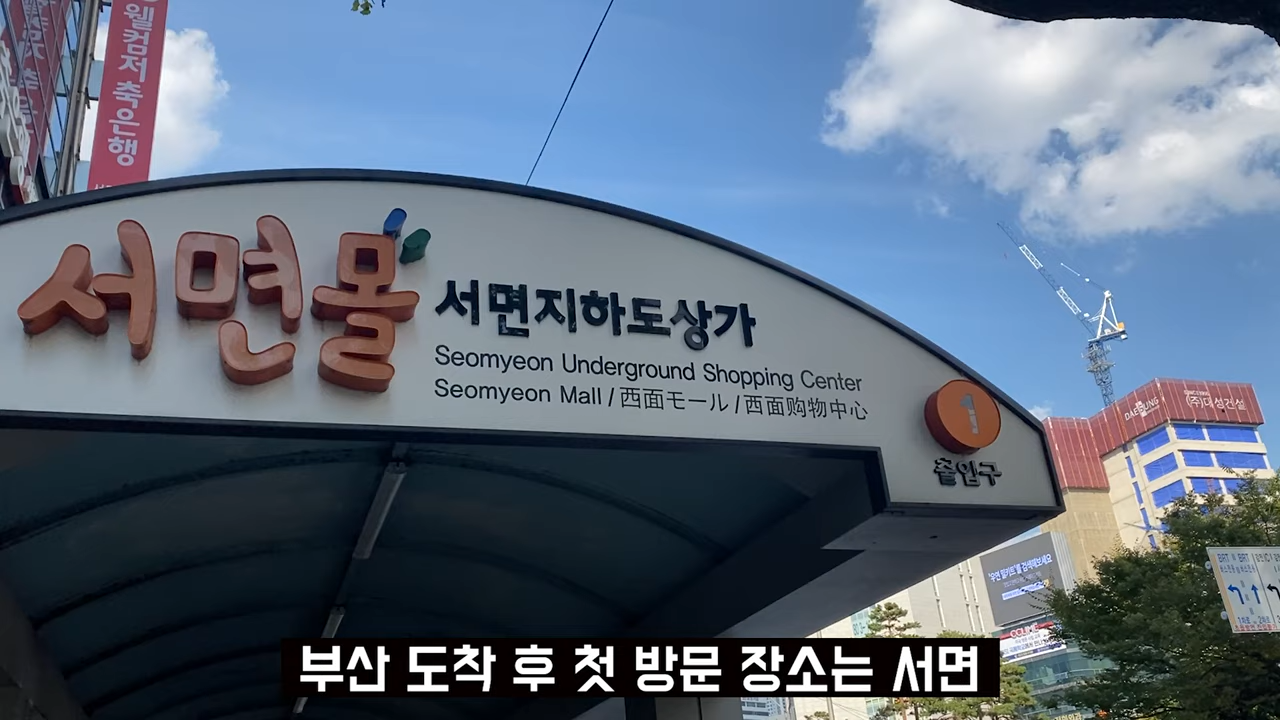 웰컴저축은행
서면몰
서면지하도상가
Seomyeon Underground Shopping Center
Seomyeon Mall / 西面モール / 西面购物中心
1
출입구
DAESUNG
(주)대성건설
부산 도착 후 첫 방문 장소는 서면